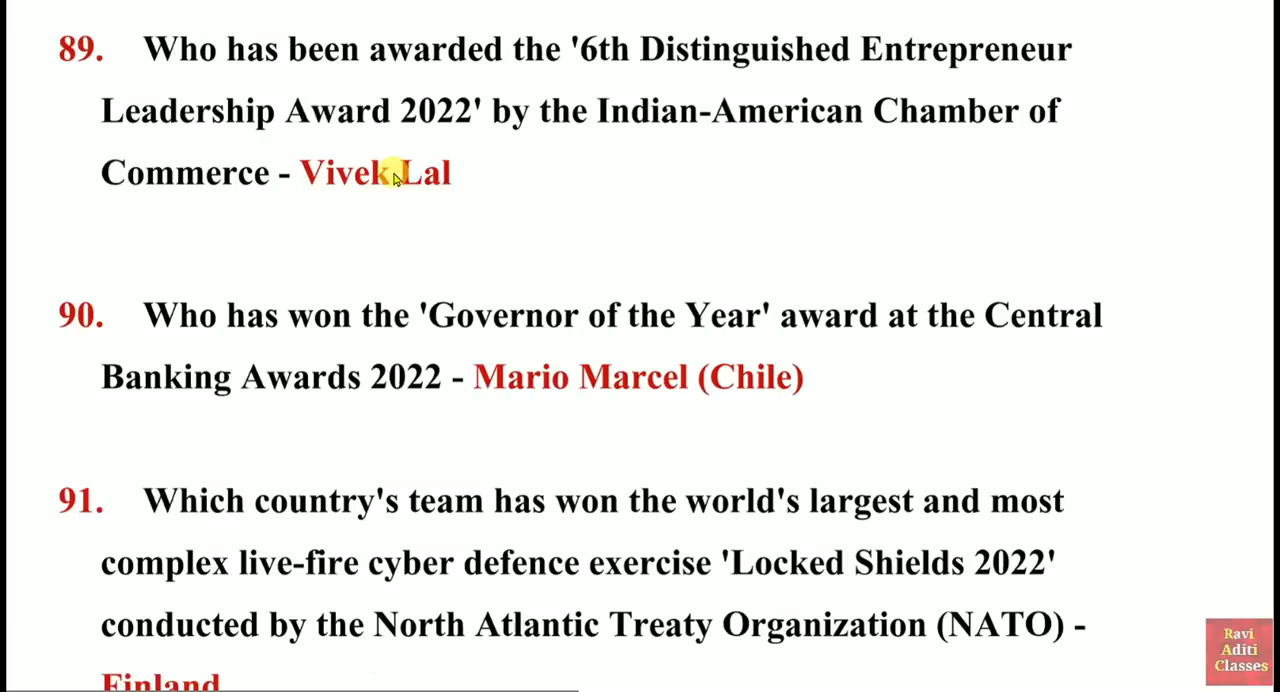 89. Who has been awarded the '6th Distinguished Entrepreneur
Leadership Award 2022' by the Indian-American Chamber of
Commerce - Vivek Lal
90. Who has won the 'Governor of the Year' award at the Central
Banking Awards 2022 - Mario Marcel (Chile)
91. Which country's team has won the world's largest and most
complex live-fire cyber defence exercise 'Locked Shields 2022'
conducted by the North Atlantic Treaty Organization (NATO) -
Finland
Ravi
Aditi
Classes